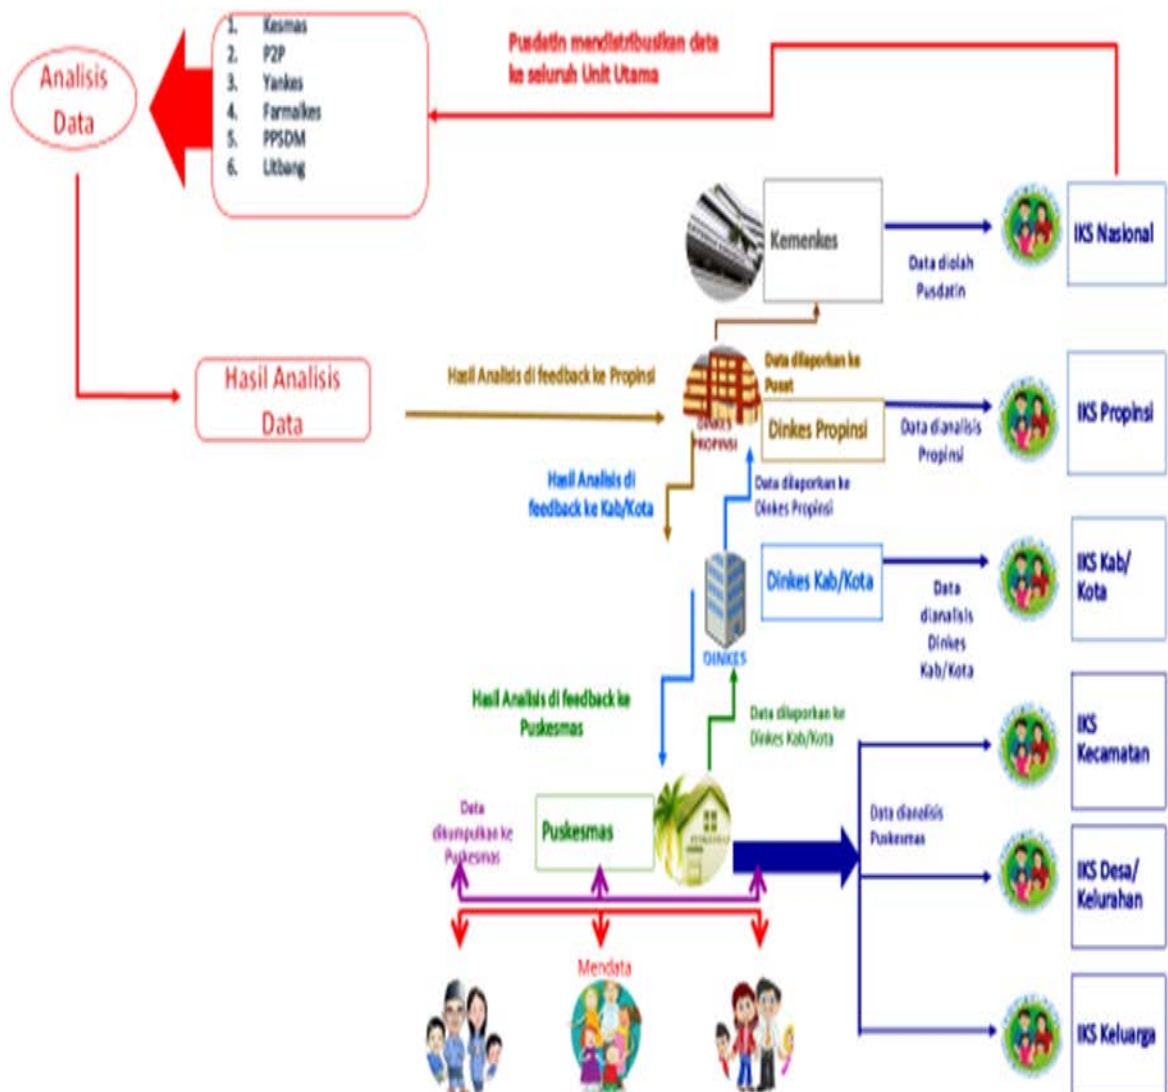 Analisis
Data
1. Kesmas
2. P2P
3. Yankes
4. Farmalkes
5. PPSDM
6. Litbang
Pusdatin mendistribusikan data
ke seluruh Unit Utama
Kemenkes
Data diolah
Pusdatin
IKS Nasional
Hasil Analisis
Data
Hasil Analisis di feedback ke Propinsi
Data dilaporkan ke
Pusat
DINKES
PROPINSI
Dinkes Propinsi
Data dianalisis
Propinsi
IKS Propinsi
Hasil Analisis di
feedback ke Kab/Kota
Data dilaporkan ke
Dinkes Propinsi
DINKES
Dinkes Kab/Kota
Data
dianalisis
Dinkes
Kab/Kota
IKS Kab/
Kota
Hasil Analisis di feedback ke
Puskesmas
Data dilaporkan ke
Dinkes Kab/Kota
IKS
Kecamatan
Data
dikumpulkan ke
Puskesmas
Puskesmas
Data dianalisis
Puskesmas
IKS Desa/
Kelurahan
Mendata
IKS Keluarga